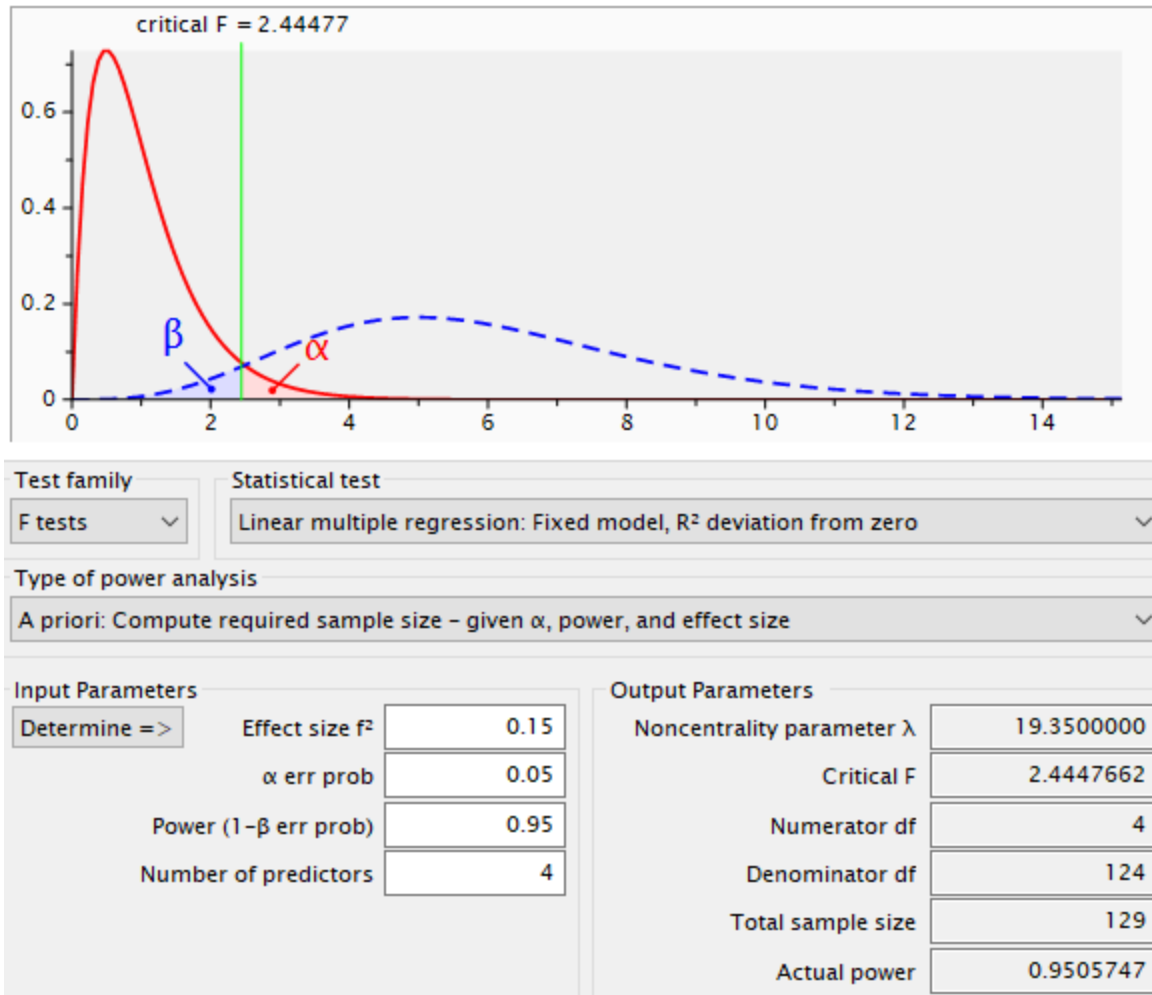 critical F = 2.44477
0.6
0.4
0.2
0
β
α
0 2 4 6 8 10 12 14
Test family
Statistical test
F tests
Linear multiple regression: Fixed model, R² deviation from zero
Type of power analysis
A priori: Compute required sample size – given α, power, and effect size
Input Parameters
Output Parameters
Determine =>
Effect size f²
0.15
Noncentrality parameter λ
19.3500000
α err prob
0.05
Critical F
2.4447662
Power (1–β err prob)
0.95
Numerator df
4
Number of predictors
4
Denominator df
124
Total sample size
129
Actual power
0.9505747